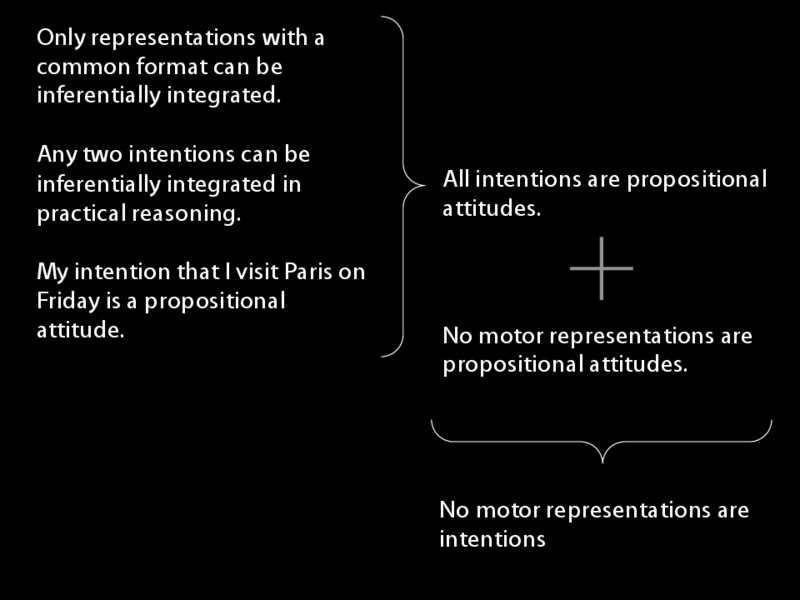 Only representations with a
common format can be
inferentially integrated.
Any two intentions can be
inferentially integrated in
practical reasoning.
My intention that I visit Paris on
Friday is a propositional
attitude.
All intentions are propositional
attitudes.
No motor representations are
propositional attitudes.
No motor representations are
intentions